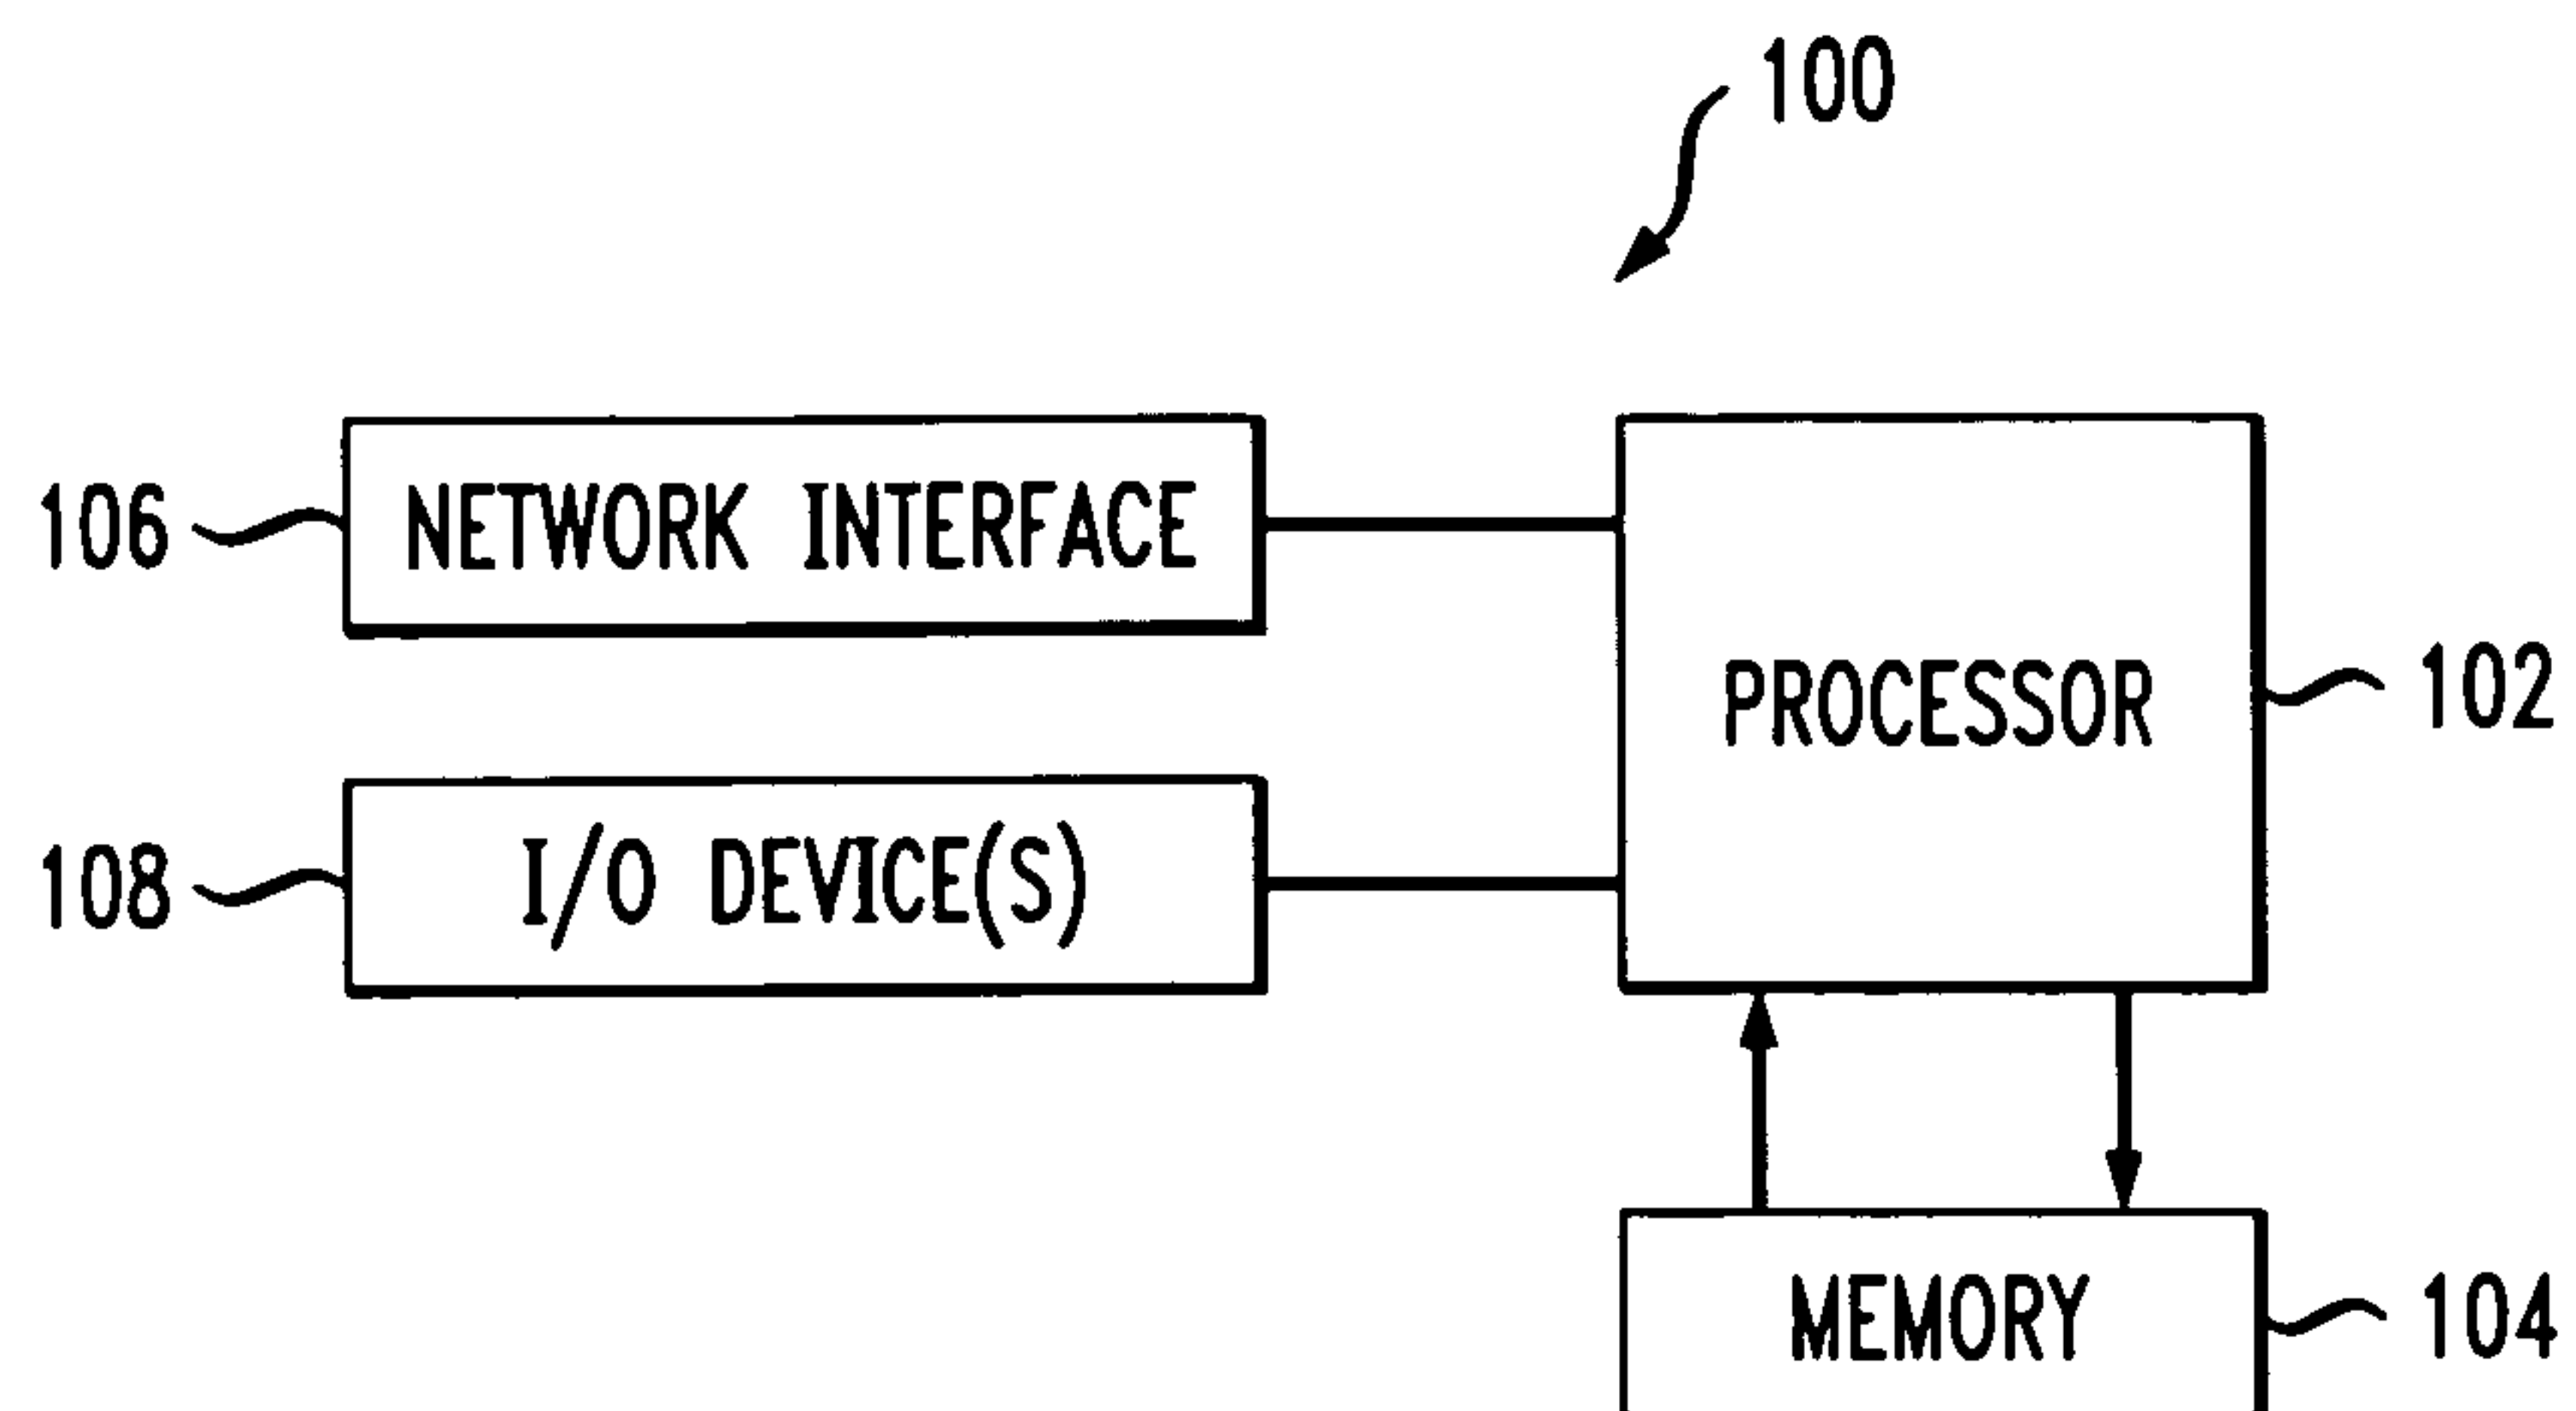 100
106 NETWORK INTERFACE
PROCESSOR 102
108 I/O DEVICE(S)
MEMORY 104